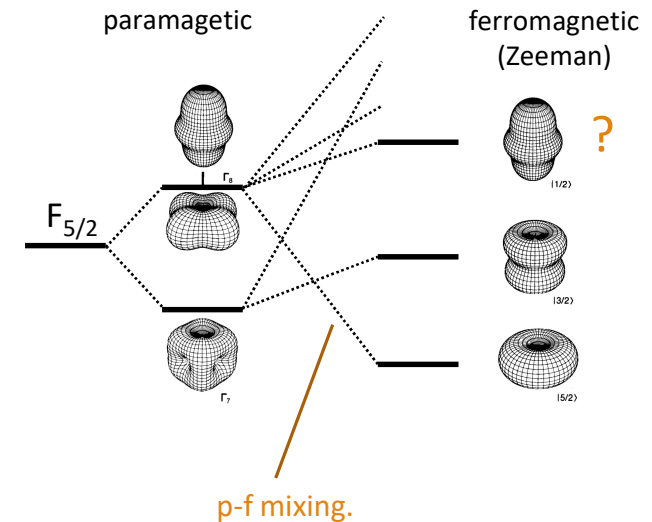 paramagetic
ferromagnetic
(Zeeman)
?
|1/2⟩
Γ8
F5/2
|3/2⟩
|5/2⟩
Γ7
p-f mixing.